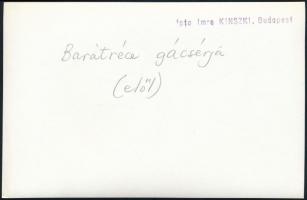 foto Imre KINSZKI, Budapest
Barátréce gácsérja
(elől)